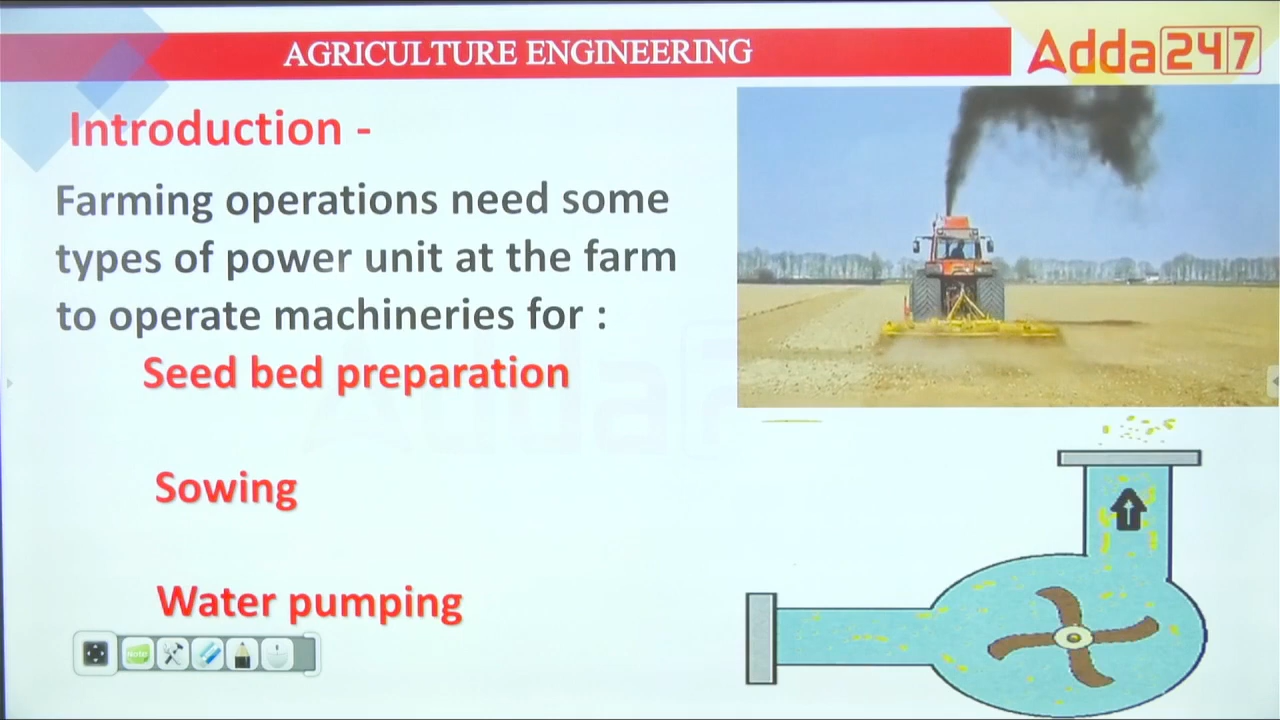 AGRICULTURE ENGINEERING
Adda247
Introduction -
Farming operations need some
types of power unit at the farm
to operate machineries for :
Seed bed preparation
Sowing
Water pumping
Note